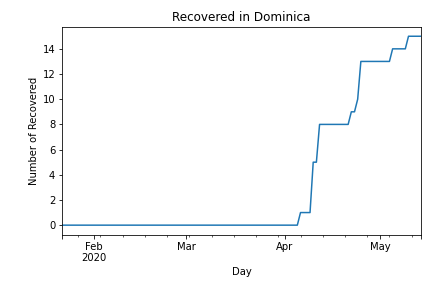 Recovered in Dominica
Number of Recovered
14
12
10
8
6
4
2
0
Feb
2020
Mar
Apr
May
Day